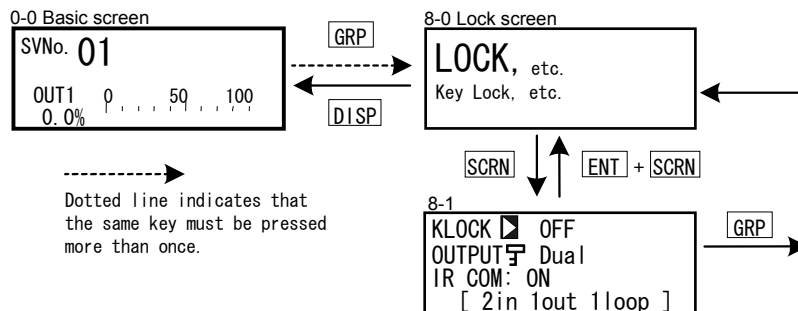 0-0 Basic screen
SVNo. 01
OUT1 0 50 100
0.0%
GRP
DISP
8-0 Lock screen
LOCK, etc.
Key Lock, etc.
Dotted line indicates that
the same key must be pressed
more than once.
SCRN
ENT + SCRN
8-1
KLOCK OFF
OUTPUT Dual
IR COM: ON
[ 2in 1out 1loop ]
GRP